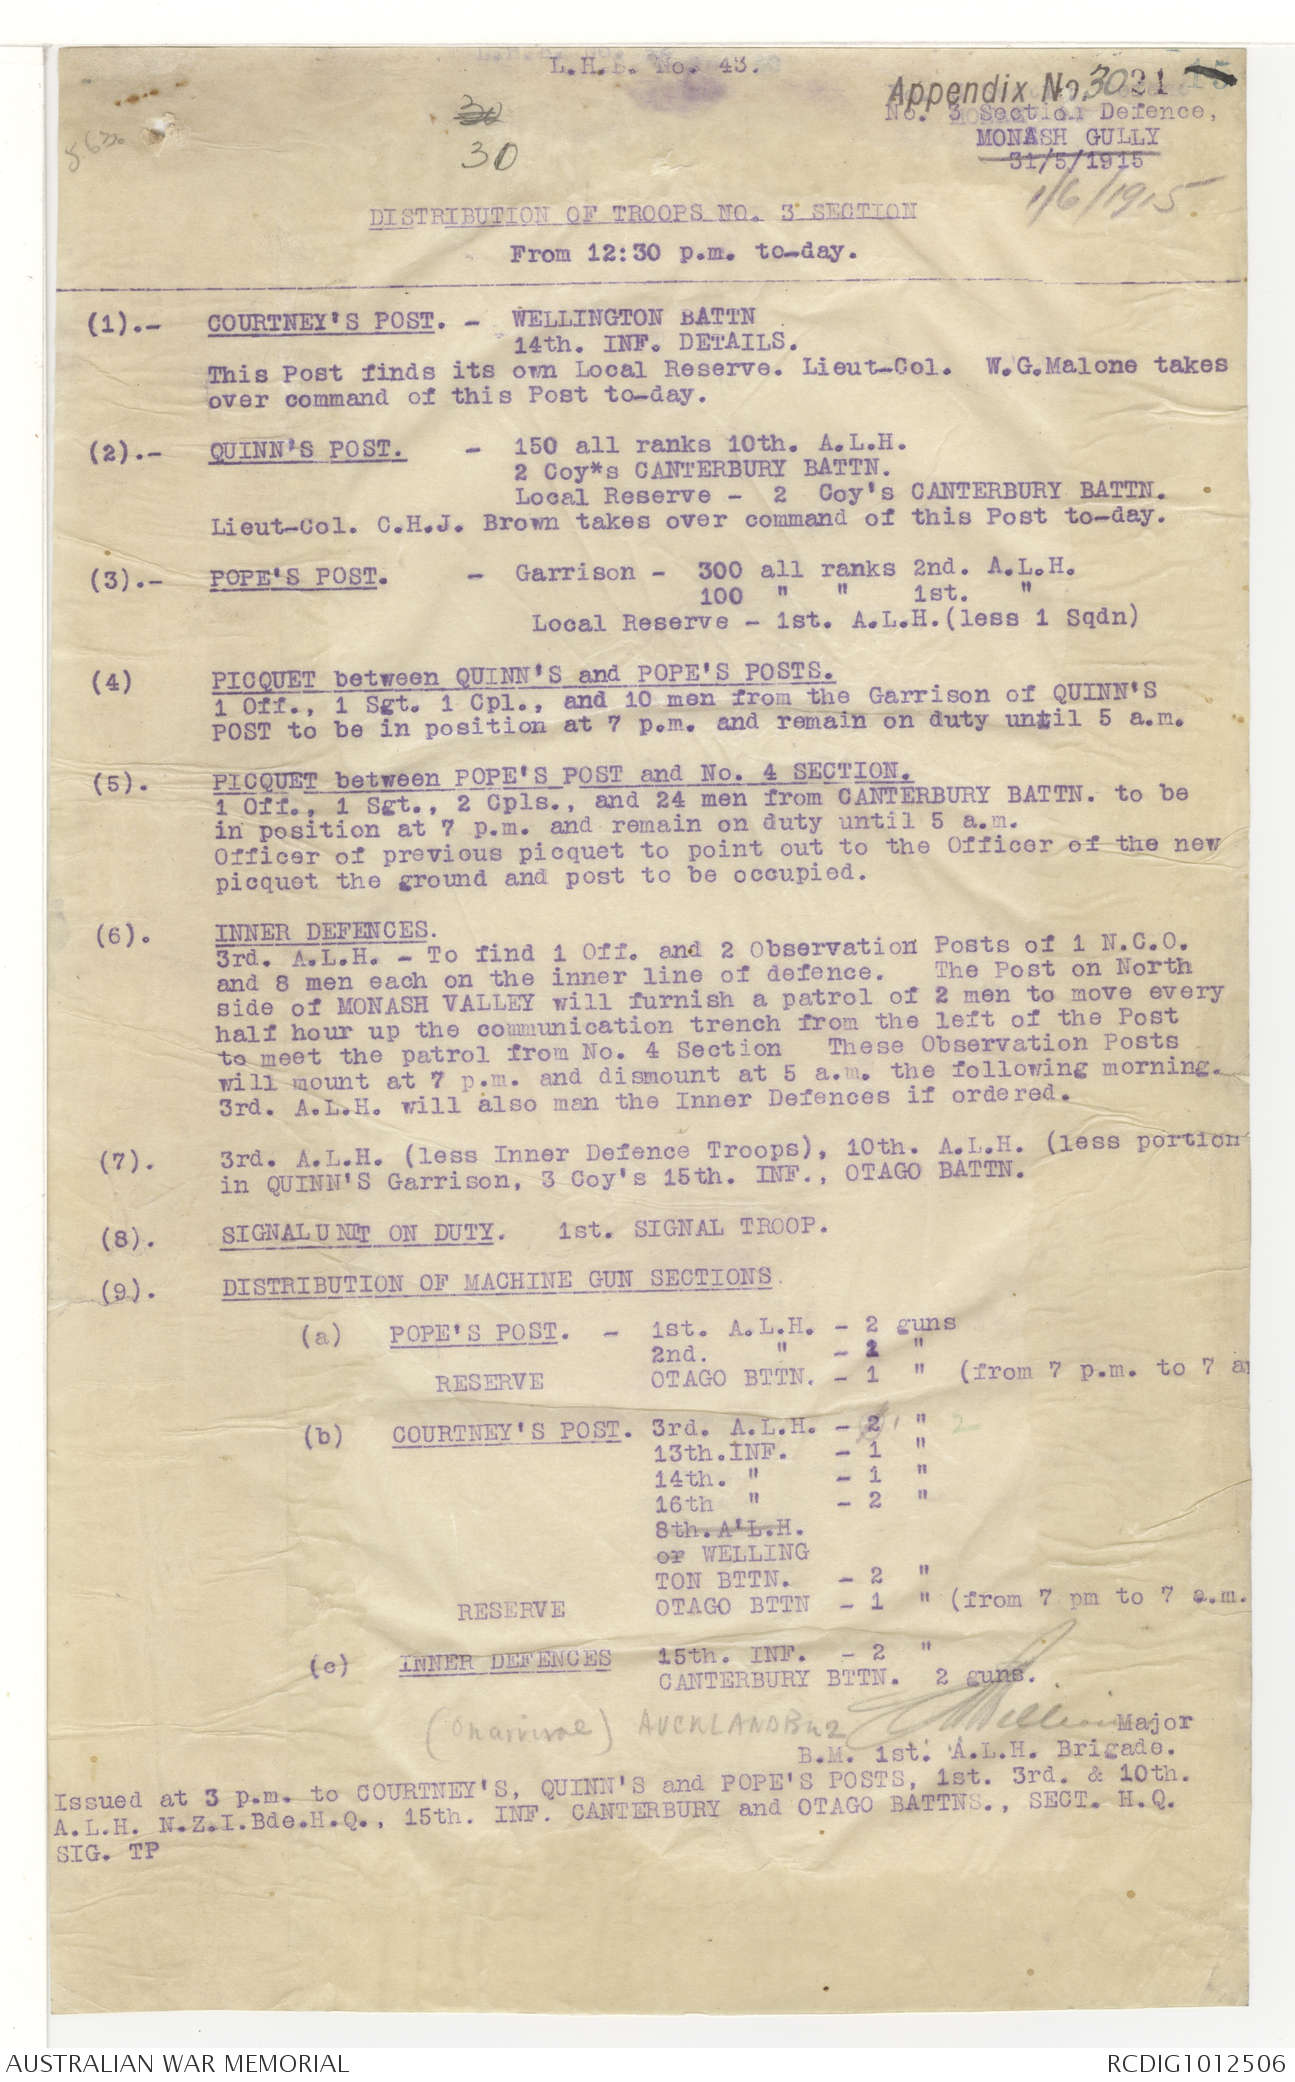 L.H.B. No. 43.
Appendix No. 30 21 15
No. 3 Section Defence,
MONASH GULLY
31/5/1915
1/6/1915
30
30
DISTRIBUTION OF TROOPS NO. 3 SECTION
From 12:30 p.m. to-day.
(1).- COURTNEY'S POST. - WELLINGTON BATTN
14th. INF. DETAILS.
This Post finds its own Local Reserve. Lieut-Col. W.G.Malone takes
over command of this Post to-day.
(2).- QUINN'S POST. - 150 all ranks 10th. A.L.H.
2 Coy*s CANTERBURY BATTN.
Local Reserve - 2 Coy's CANTERBURY BATTN.
Lieut-Col. C.H.J. Brown takes over command of this Post to-day.
(3).- POPE'S POST. - Garrison - 300 all ranks 2nd. A.L.H.
100 " " 1st. "
Local Reserve - 1st. A.L.H.(less 1 Sqdn)
(4) PICQUET between QUINN'S and POPE'S POSTS.
1 Off., 1 Sgt. 1 Cpl., and 10 men from the Garrison of QUINN'S
POST to be in position at 7 p.m. and remain on duty until 5 a.m.
(5). PICQUET between POPE'S POST and No. 4 SECTION.
1 Off., 1 Sgt., 2 Cpls., and 24 men from CANTERBURY BATTN. to be
in position at 7 p.m. and remain on duty until 5 a.m.
Officer of previous picquet to point out to the Officer of the new
picquet the ground and post to be occupied.
(6). INNER DEFENCES.
3rd. A.L.H. - To find 1 Off. and 2 Observation Posts of 1 N.C.O.
and 8 men each on the inner line of defence. The Post on North
side of MONASH VALLEY will furnish a patrol of 2 men to move every
half hour up the communication trench from the left of the Post
to meet the patrol from No. 4 Section These Observation Posts
will mount at 7 p.m. and dismount at 5 a.m. the following morning.
3rd. A.L.H. will also man the Inner Defences if ordered.
(7). 3rd. A.L.H. (less Inner Defence Troops), 10th. A.L.H. (less portion
in QUINN'S Garrison, 3 Coy's 15th. INF., OTAGO BATTN.
(8). SIGNAL UNIT ON DUTY. 1st. SIGNAL TROOP.
(9). DISTRIBUTION OF MACHINE GUN SECTIONS.
(a) POPE'S POST. - 1st. A.L.H. - 2 guns
2nd. " - 1 "
RESERVE OTAGO BTTN. - 1 " (from 7 p.m. to 7 a
(b) COURTNEY'S POST. 3rd. A.L.H. - 2 " 2
13th.INF. - 1 "
14th. " - 1 "
16th " - 2 "
8th. A'L.H.
or WELLING
TON BTTN. - 2 "
RESERVE OTAGO BTTN - 1 " (from 7 pm to 7 a.m.
(c) INNER DEFENCES 15th. INF. - 2 "
CANTERBURY BTTN. 2 guns.
(On arrival) AUCKLAND Bn 2
Major
B.M. 1st. A.L.H. Brigade.
Issued at 3 p.m. to COURTNEY'S, QUINN'S and POPE'S POSTS, 1st. 3rd. & 10th.
A.L.H. N.Z.I.Bde.H.Q., 15th. INF. CANTERBURY and OTAGO BATTNS., SECT. H.Q.
SIG. TP
AUSTRALIAN WAR MEMORIAL RCDIG1012506